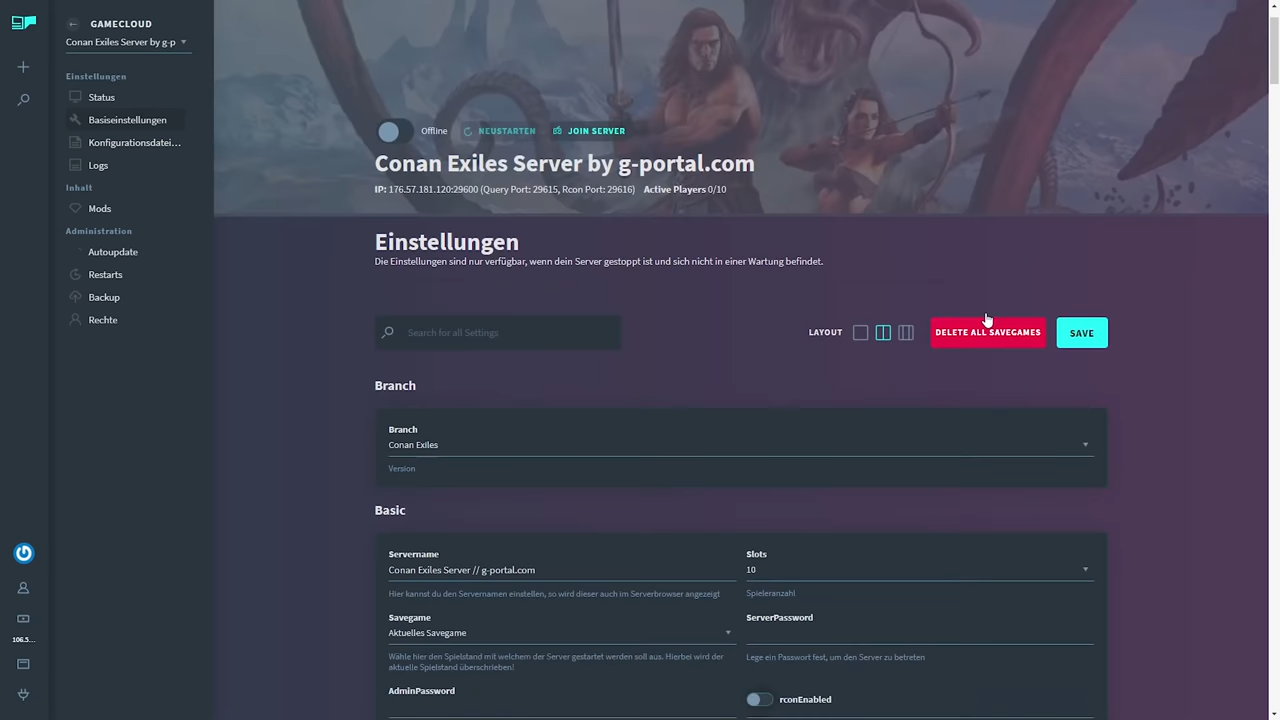 GAMECLOUD
Conan Exiles Server by g-p
Einstellungen
Status
Basiseinstellungen
Konfigurationsdatei...
Logs
Inhalt
Mods
Administration
Autoupdate
Restarts
Backup
Rechte
106.5...
Offline
NEUSTARTEN
JOIN SERVER
Conan Exiles Server by g-portal.com
IP: 176.57.181.120:29600 (Query Port: 29615, Rcon Port: 29616) Active Players 0/10
Einstellungen
Die Einstellungen sind nur verfügbar, wenn dein Server gestoppt ist und sich nicht in einer Wartung befindet.
Search for all Settings
LAYOUT
DELETE ALL SAVEGAMES
SAVE
Branch
Branch
Conan Exiles
Version
Basic
Servername
Conan Exiles Server // g-portal.com
Hier kannst du den Servernamen einstellen, so wird dieser auch im Serverbrowser angezeigt
Slots
10
Spieleranzahl
Savegame
Aktuelles Savegame
Wähle hier den Spielstand mit welchem der Server gestartet werden soll aus. Hierbei wird der
aktuelle Spielstand überschrieben!
ServerPassword
Lege ein Passwort fest, um den Server zu betreten
AdminPassword
rconEnabled